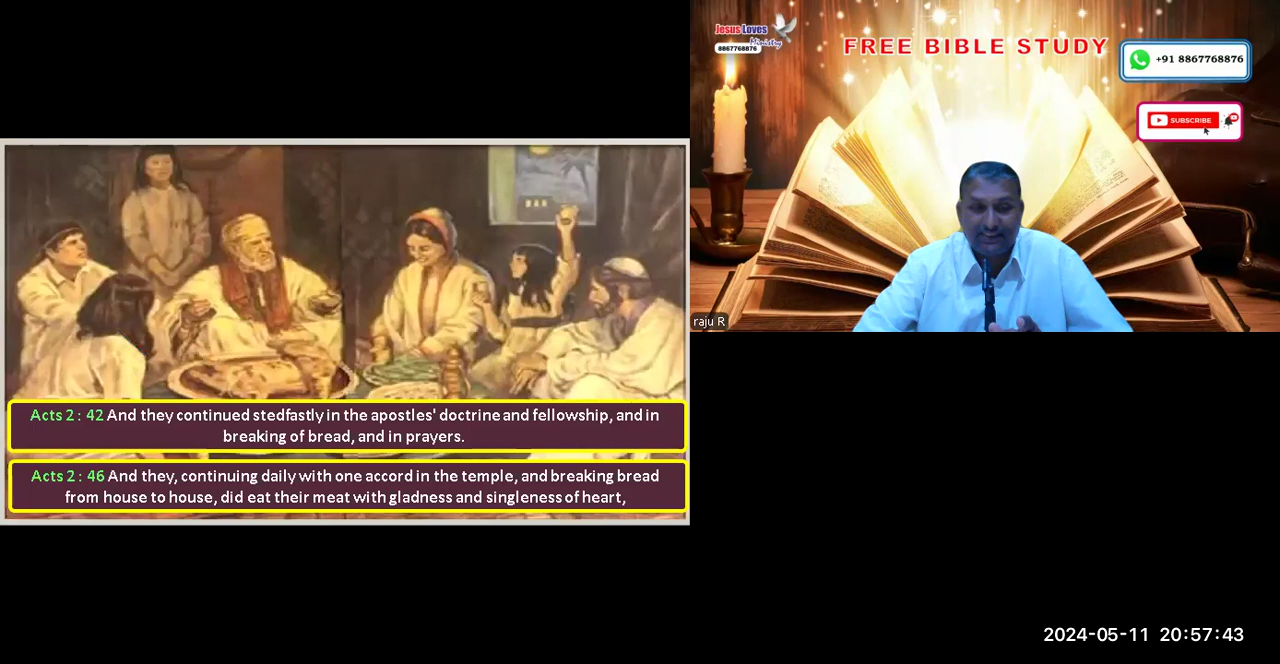 Acts 2 : 42 And they continued stedfastly in the apostles' doctrine and fellowship, and in
breaking of bread, and in prayers.
Acts 2 : 46 And they, continuing daily with one accord in the temple, and breaking bread
from house to house, did eat their meat with gladness and singleness of heart,
Jesus Loves
Ministry
8867768876
FREE BIBLE STUDY
+91 8867768876
SUBSCRIBE
raju R
2024-05-11 20:57:43